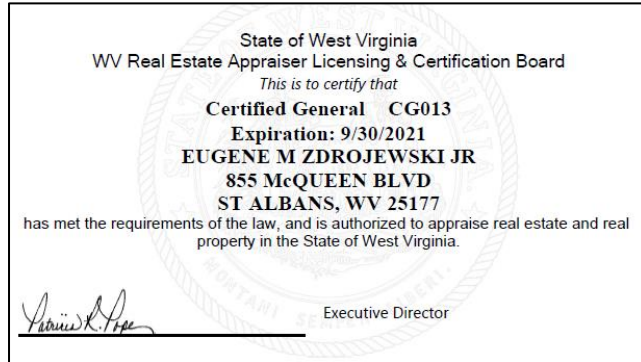 State of West Virginia
WV Real Estate Appraiser Licensing & Certification Board
This is to certify that
Certified General CG013
Expiration: 9/30/2021
EUGENE M ZDROJEWSKI JR
855 McQUEEN BLVD
ST ALBANS, WV 25177
has met the requirements of the law, and is authorized to appraise real estate and real
property in the State of West Virginia.
Patricia R. Pope
Executive Director